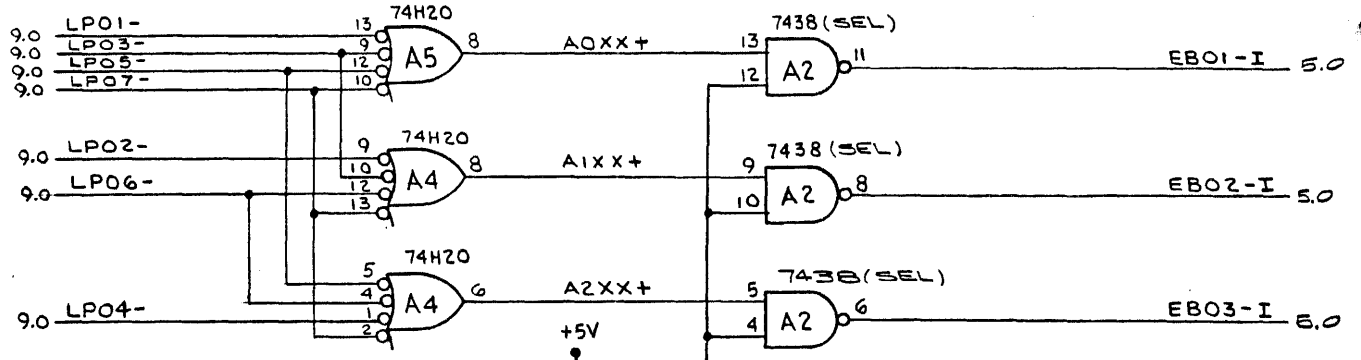 74H20
7438 (SEL)
9.0 LP01- 13
9.0 LP03- 9
9.0 LP05- 12
9.0 LP07- 10
A5 8 A0XX+ 13
12 A2 11 EB01-I 5.0
74H20
7438 (SEL)
9.0 LP02- 9
10
9.0 LP06- 12
13
A4 8 A1XX+ 9
10 A2 8 EB02-I 5.0
74H20
7438 (SEL)
5
4
9.0 LP04- 1
2
A4 6 A2XX+ 5
4 A2 6 EB03-I 5.0
+5V